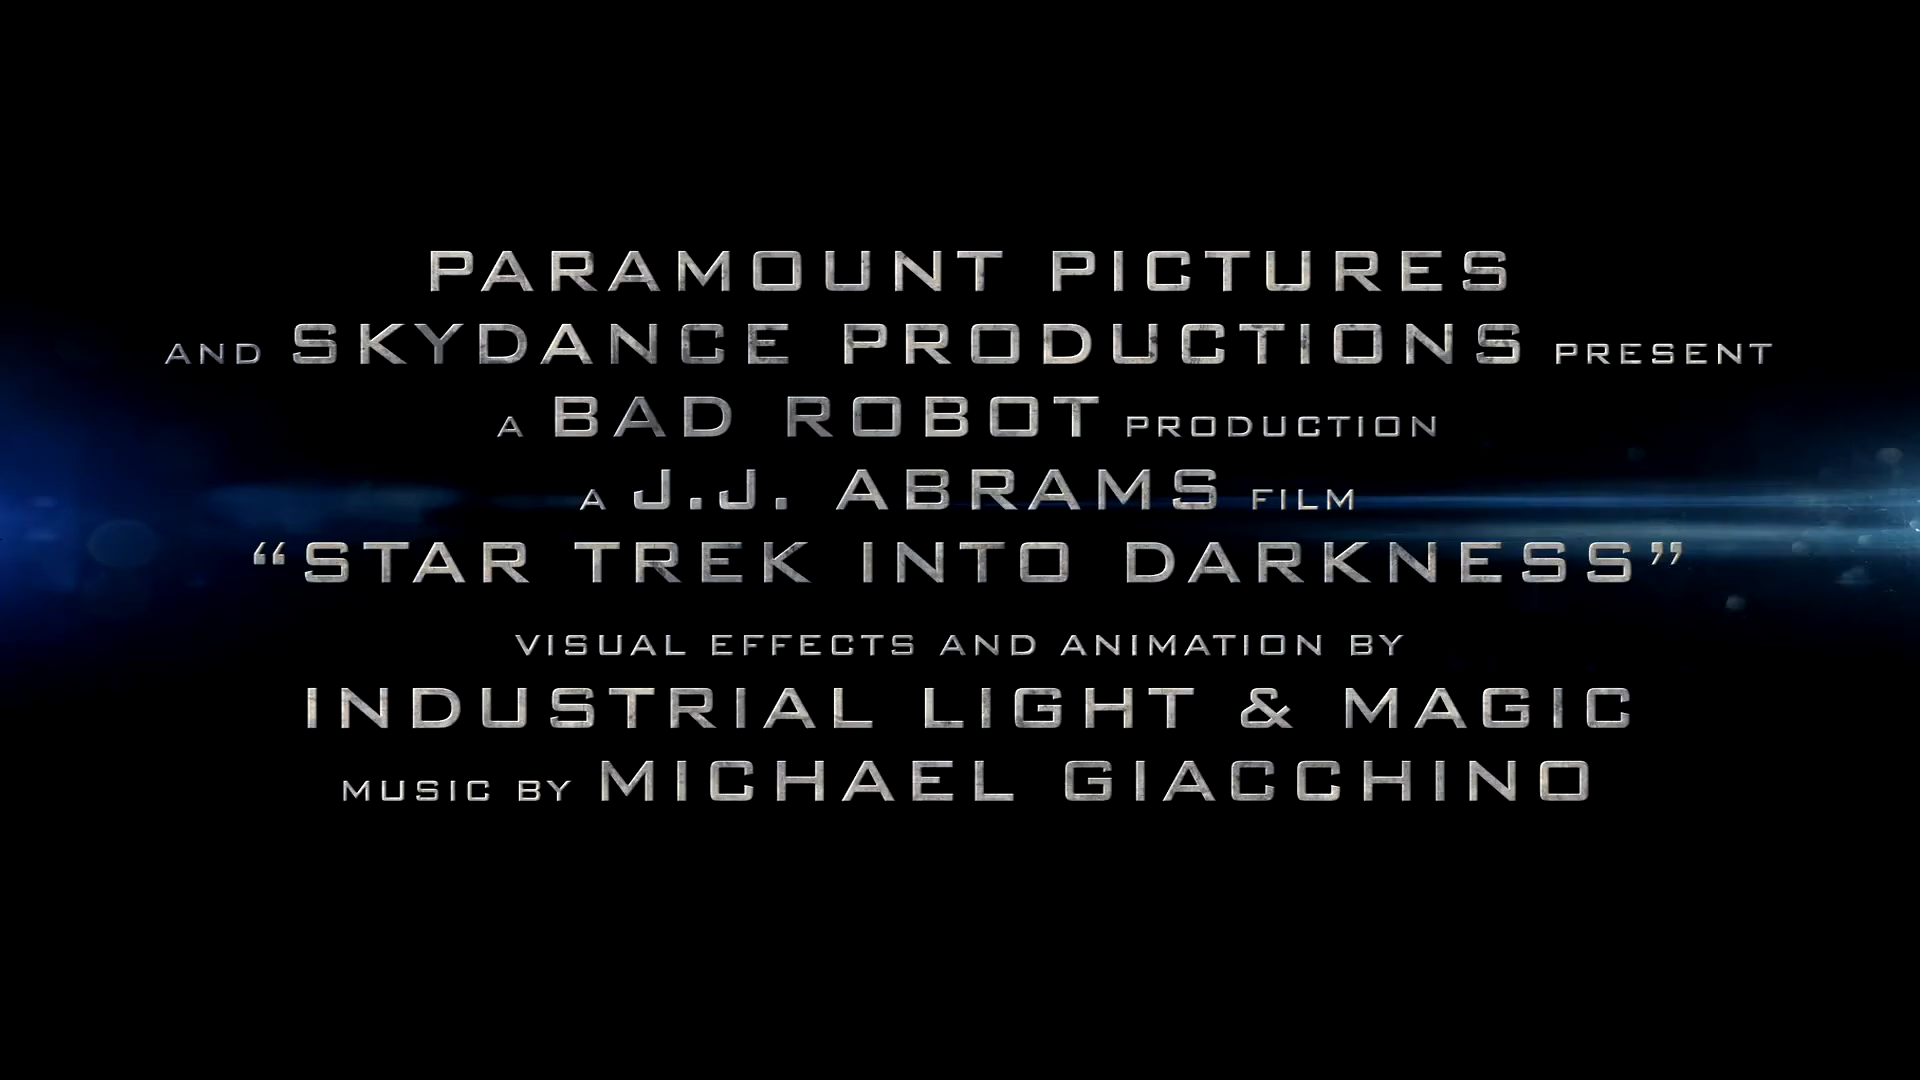 PARAMOUNT PICTURES
AND SKYDANCE PRODUCTIONS PRESENT
A BAD ROBOT PRODUCTION
A J.J. ABRAMS FILM
“STAR TREK INTO DARKNESS”
VISUAL EFFECTS AND ANIMATION BY
INDUSTRIAL LIGHT & MAGIC
MUSIC BY MICHAEL GIACCHINO